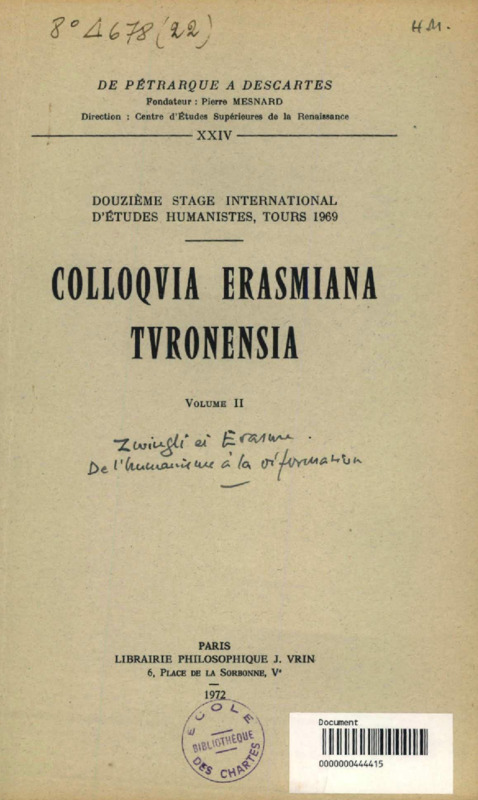 8° Δ 678 (22)
H.M.
DE PÉTRARQUE A DESCARTES
Fondateur : Pierre MESNARD
Direction : Centre d'Études Supérieures de la Renaissance
XXIV
DOUZIÈME STAGE INTERNATIONAL
D'ÉTUDES HUMANISTES, TOURS 1969
COLLOQVIA ERASMIANA
TVRONENSIA
VOLUME II
Zwingli et Erasme.
De l'humanisme à la réformation
PARIS
LIBRAIRIE PHILOSOPHIQUE J. VRIN
6, PLACE DE LA SORBONNE, Ve
1972
ECOLE
BIBLIOTHÈQUE
DES CHARTES
Document
0000000444415